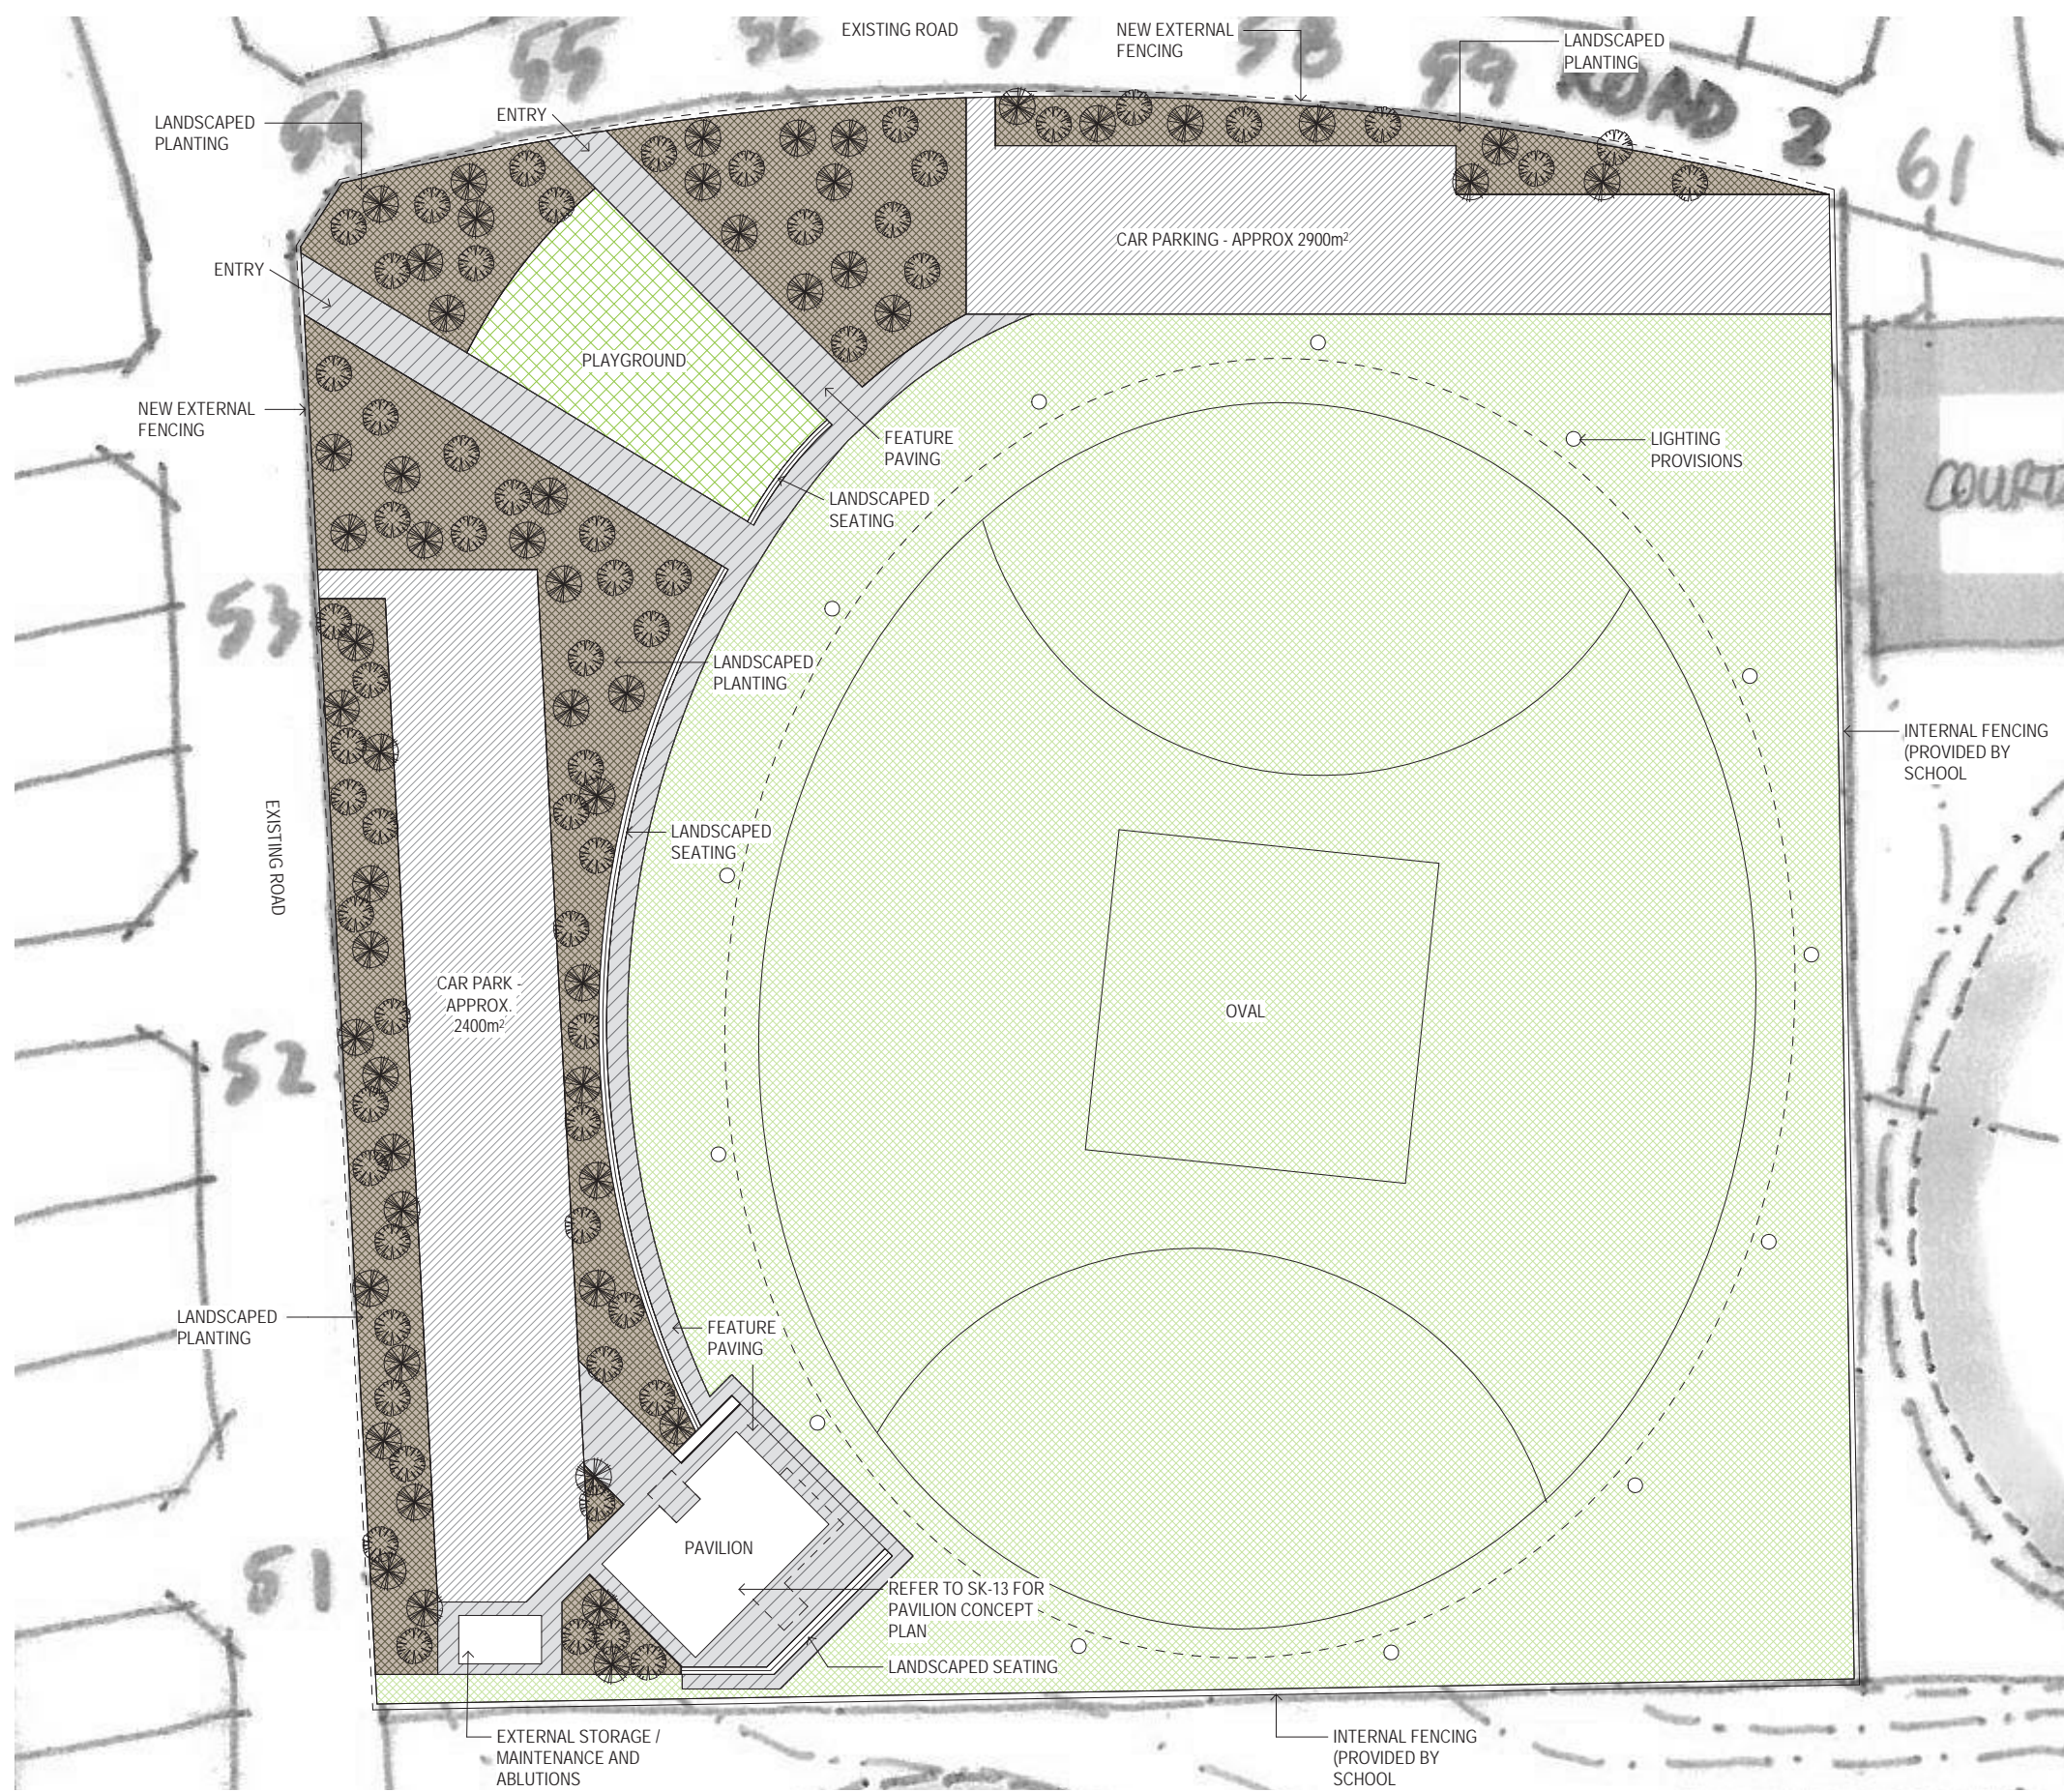 EXISTING ROAD
57
NEW EXTERNAL
FENCING
58
LANDSCAPED
PLANTING
56
55
59
ROAD 2
54
LANDSCAPED
PLANTING
ENTRY
61
CAR PARKING - APPROX 2900m²
ENTRY
PLAYGROUND
NEW EXTERNAL
FENCING
FEATURE
PAVING
LIGHTING
PROVISIONS
LANDSCAPED
SEATING
53
LANDSCAPED
PLANTING
INTERNAL FENCING
(PROVIDED BY
SCHOOL
EXISTING ROAD
LANDSCAPED
SEATING
CAR PARK -
APPROX.
2400m²
OVAL
52
LANDSCAPED
PLANTING
FEATURE
PAVING
PAVILION
51
REFER TO SK-13 FOR
PAVILION CONCEPT
PLAN
LANDSCAPED SEATING
EXTERNAL STORAGE /
MAINTENANCE AND
ABLUTIONS
INTERNAL FENCING
(PROVIDED BY
SCHOOL